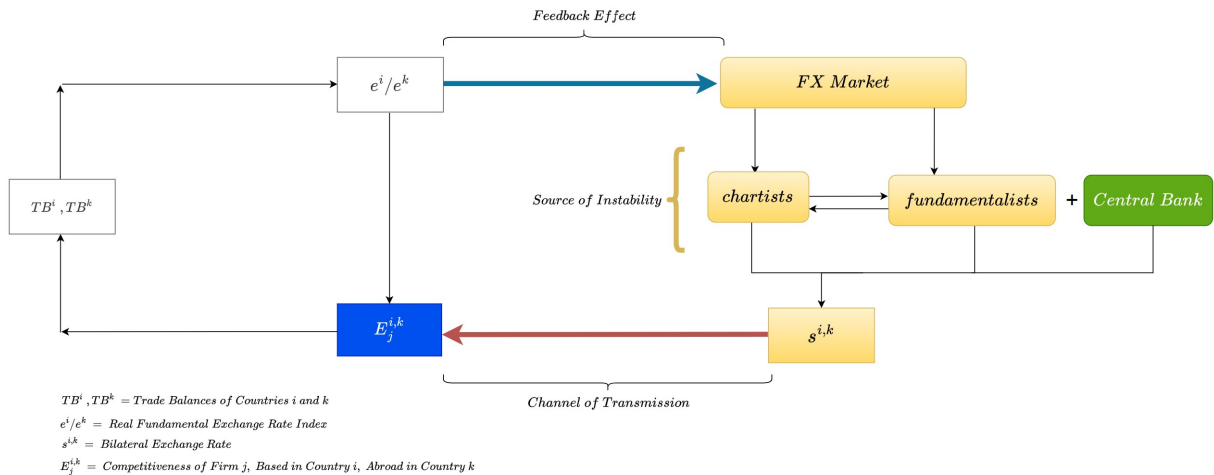 Feedback Effect
e^i/e^k
FX Market
TB^i , TB^k
Source of Instability
chartists
fundamentalists
+
Central Bank
E_j^{i,k}
s^{i,k}
Channel of Transmission
TB^i , TB^k = Trade Balances of Countries i and k
e^i/e^k = Real Fundamental Exchange Rate Index
s^{i,k} = Bilateral Exchange Rate
E_j^{i,k} = Competitiveness of Firm j, Based in Country i, Abroad in Country k